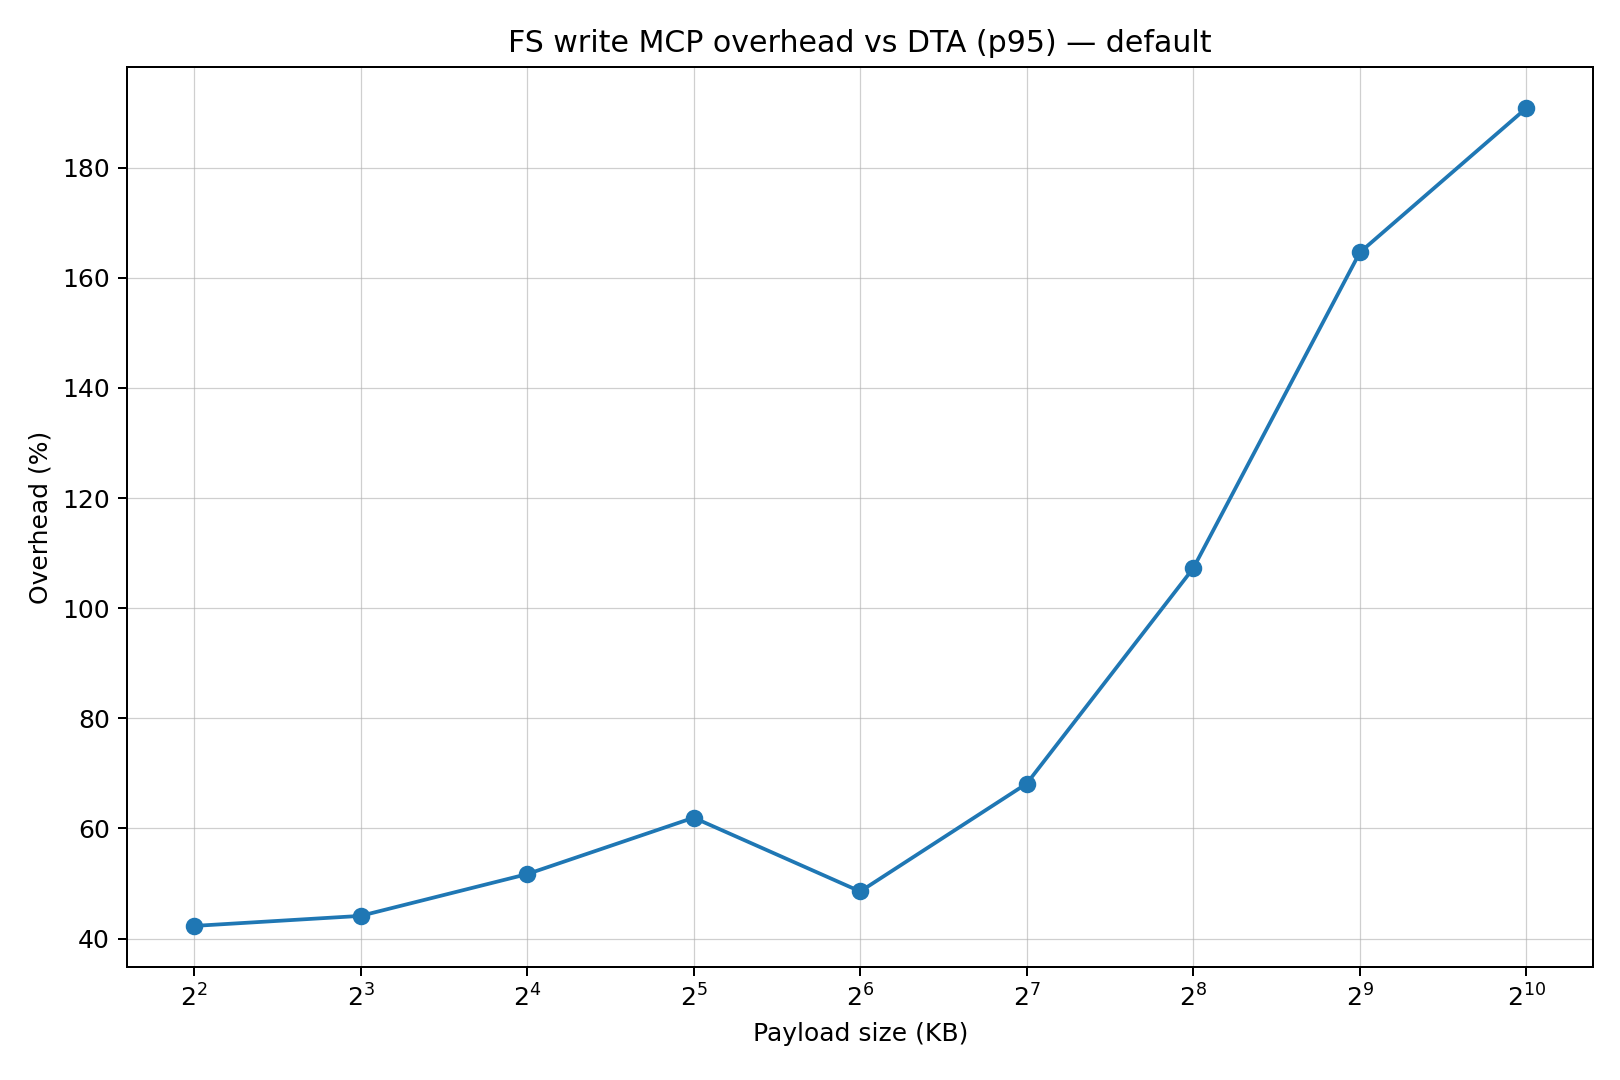 FS write MCP overhead vs DTA (p95) — default
Overhead (%)
180
160
140
120
100
80
60
40
2² 2³ 2⁴ 2⁵ 2⁶ 2⁷ 2⁸ 2⁹ 2¹⁰
Payload size (KB)